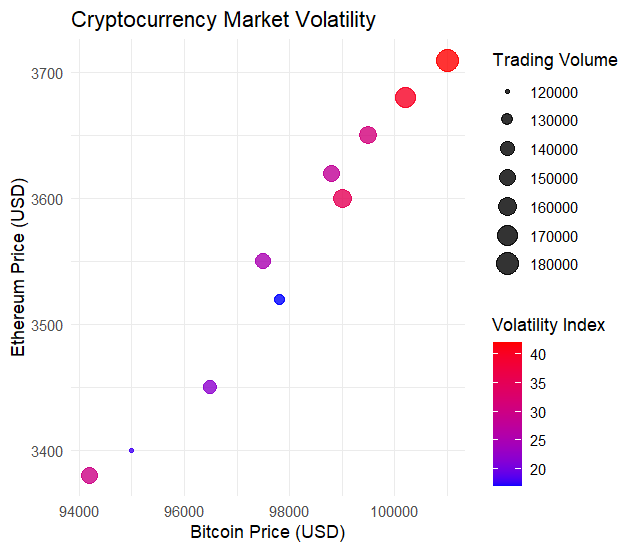 Cryptocurrency Market Volatility
Ethereum Price (USD)
3700
3600
3500
3400
94000 96000 98000 100000
Bitcoin Price (USD)
Trading Volume
120000
130000
140000
150000
160000
170000
180000
Volatility Index
40
35
30
25
20